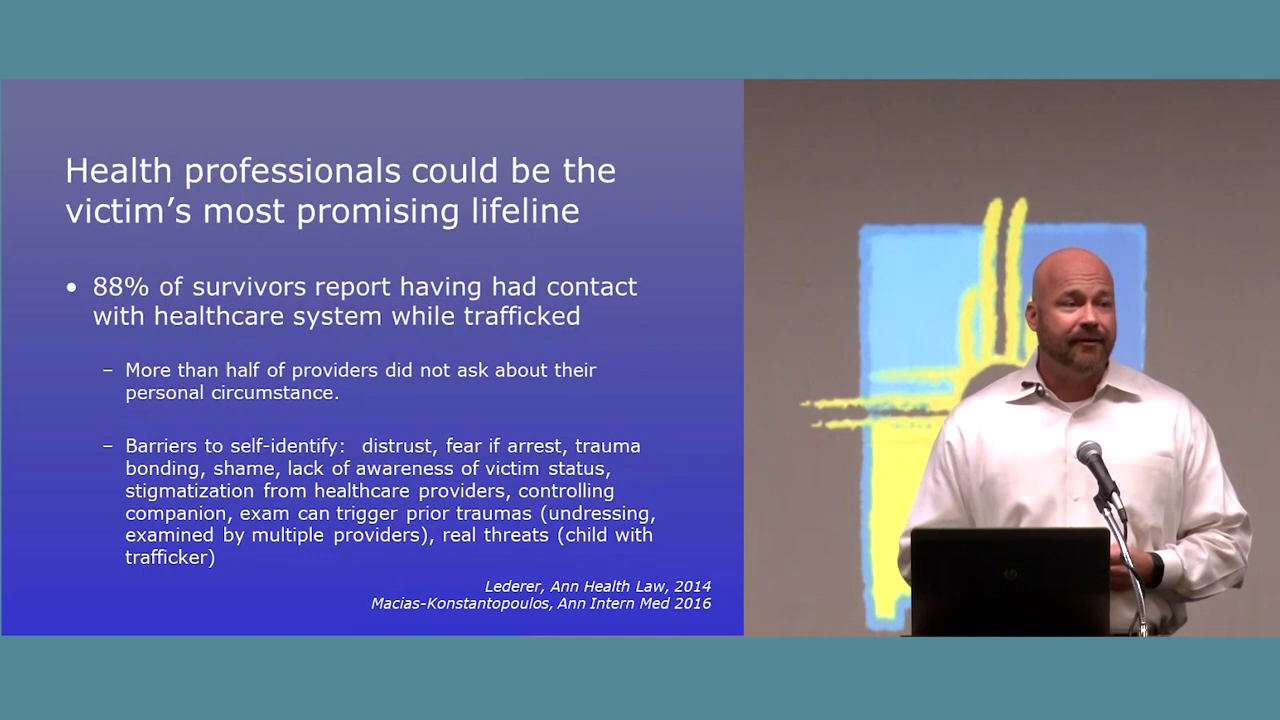 Health professionals could be the
victim’s most promising lifeline
• 88% of survivors report having had contact
with healthcare system while trafficked
– More than half of providers did not ask about their
personal circumstance.
– Barriers to self-identify:  distrust, fear if arrest, trauma
bonding, shame, lack of awareness of victim status,
stigmatization from healthcare providers, controlling
companion, exam can trigger prior traumas (undressing,
examined by multiple providers), real threats (child with
trafficker)
Lederer, Ann Health Law, 2014
Macias-Konstantopoulos, Ann Intern Med 2016